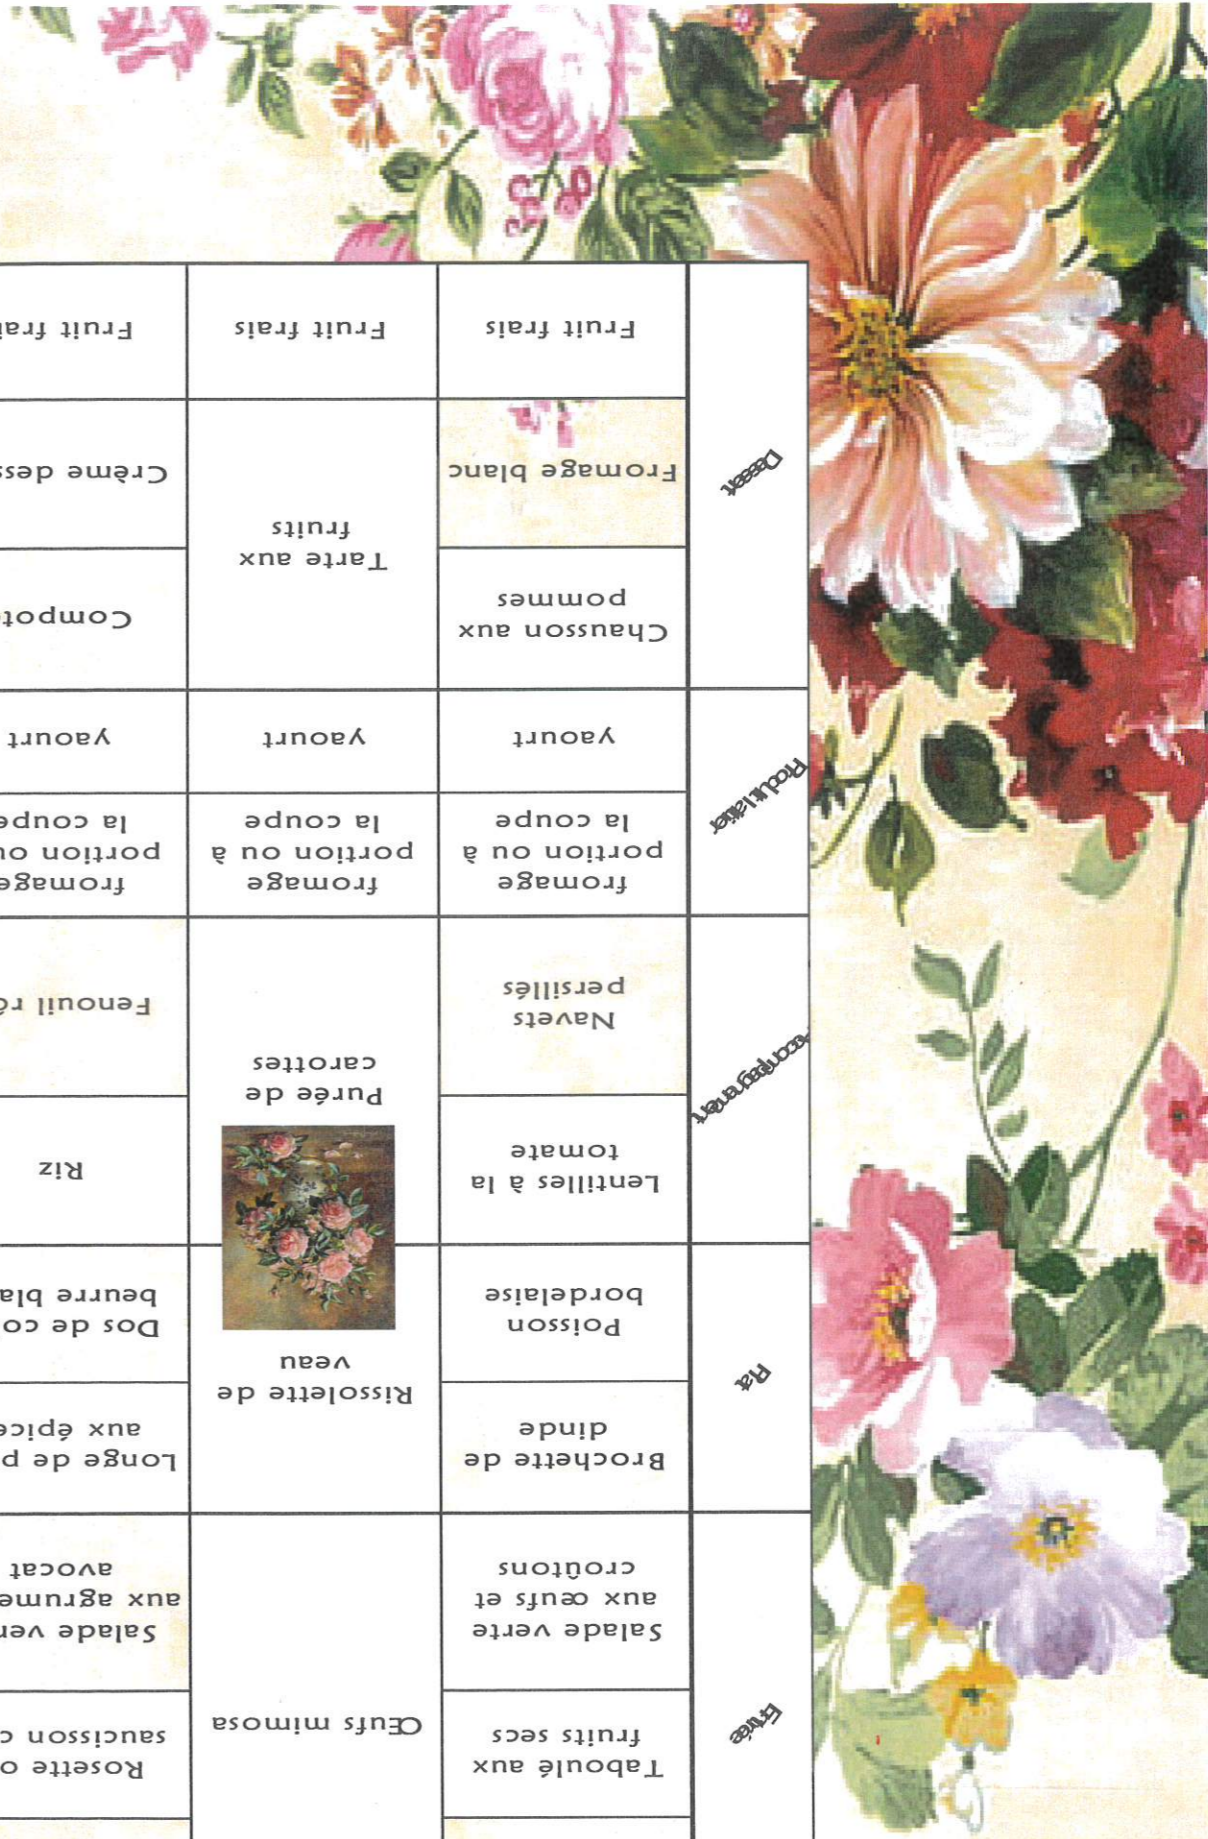 Entrée
Taboulé aux
fruits secs
Œufs mimosa
Rosette o
saucisson c
Salade verte
aux œufs et
croûtons
Salade ver
aux agrume
avocat
Plat
Brochette de
dinde
Rissolette de
veau
Longe de p
aux épice
Poisson
bordelaise
Dos de co
beurre bla
Accompagnement
Lentilles à la
tomate
Purée de
carottes
Riz
Navets
persillés
Fenouil rô
Produit laitier
fromage
portion ou à
la coupe
fromage
portion ou à
la coupe
fromage
portion ou
la coupe
yaourt
yaourt
yaourt
Dessert
Chausson aux
pommes
Tarte aux
fruits
Compot
Fromage blanc
Crème dess
Fruit frais
Fruit frais
Fruit frai